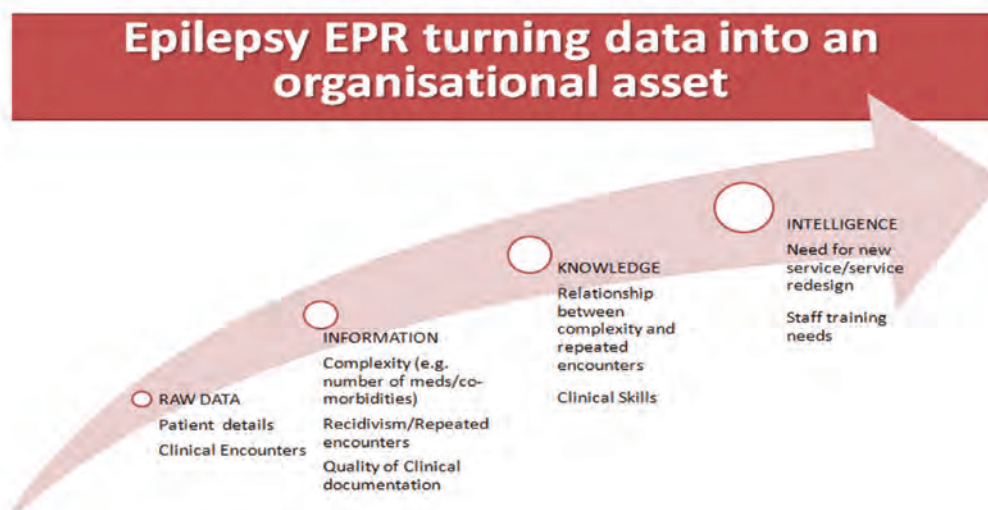 Epilepsy EPR turning data into an
organisational asset
RAW DATA
Patient details
Clinical Encounters
INFORMATION
Complexity (e.g.
number of meds/co-
morbidities)
Recidivism/Repeated
encounters
Quality of Clinical
documentation
KNOWLEDGE
Relationship
between
complexity and
repeated
encounters
Clinical Skills
INTELLIGENCE
Need for new
service/service
redesign
Staff training
needs